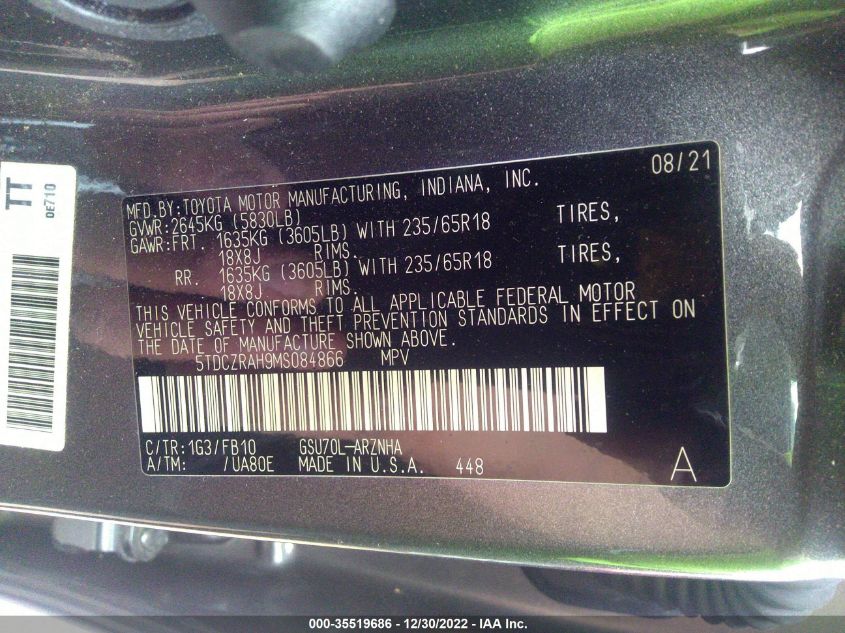 TT
DE710
08/21
MFD.BY:TOYOTA MOTOR MANUFACTURING, INDIANA, INC.
GVWR:2645KG (5830LB)
GAWR:FRT. 1635KG (3605LB) WITH 235/65R18 TIRES,
18X8J RIMS.
RR. 1635KG (3605LB) WITH 235/65R18 TIRES,
18X8J RIMS.
THIS VEHICLE CONFORMS TO ALL APPLICABLE FEDERAL MOTOR
VEHICLE SAFETY AND THEFT PREVENTION STANDARDS IN EFFECT ON
THE DATE OF MANUFACTURE SHOWN ABOVE.
5TDCZRAH9MS084866 MPV
C/TR:1G3/FB10 GSU70L-ARZNHA
A/TM: /UA80E MADE IN U.S.A. 448
A
000-35519686 - 12/30/2022 - IAA Inc.